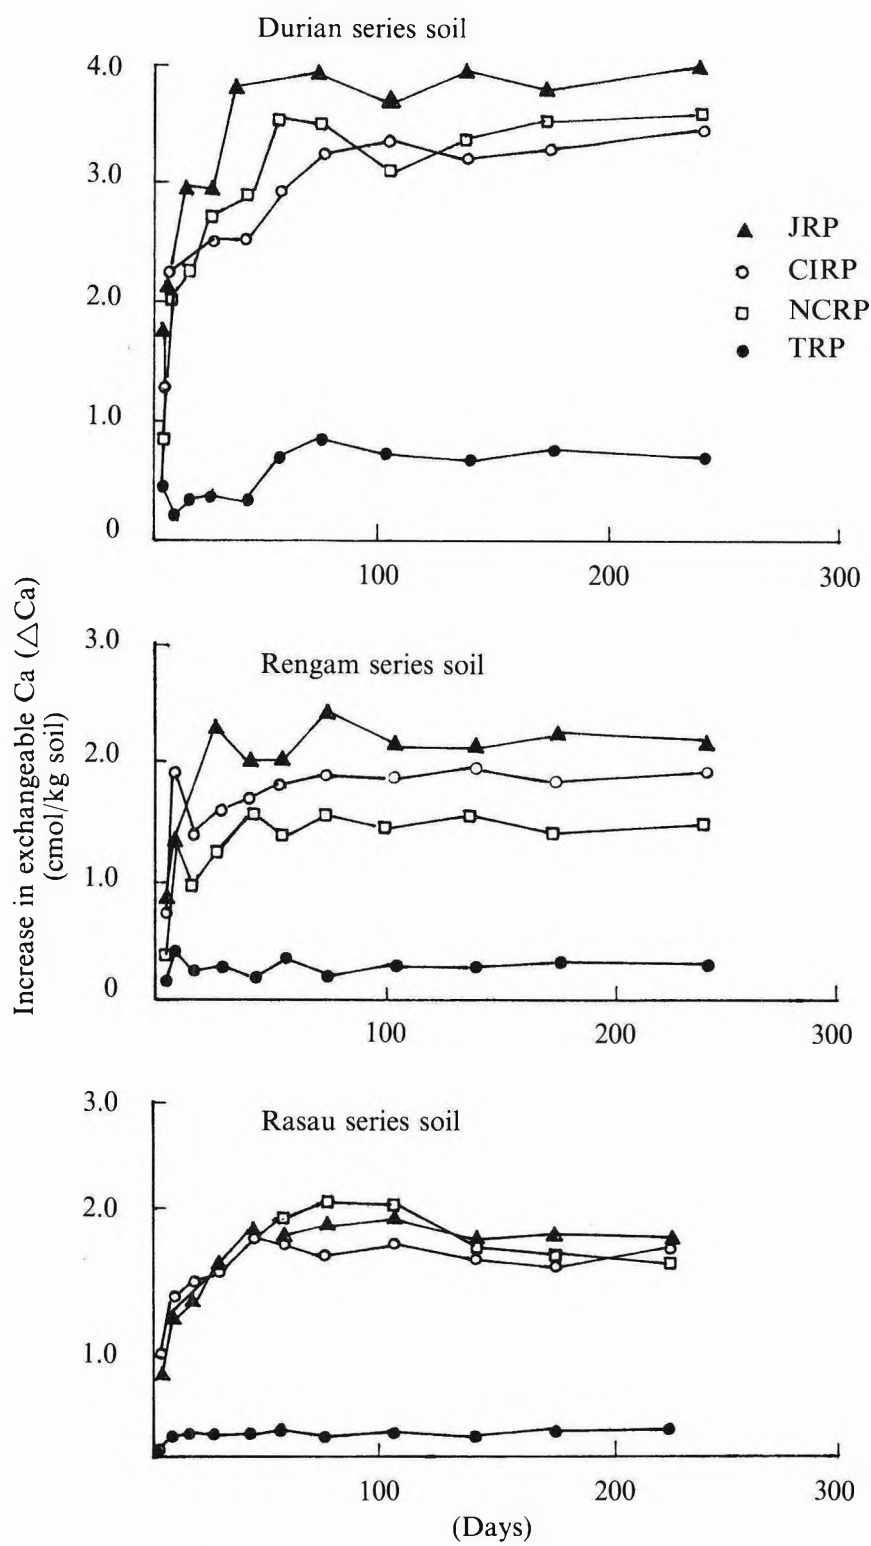 Durian series soil
4.0
3.0
2.0
1.0
0
100 200 300
JRP
CIRP
NCRP
TRP
Increase in exchangeable Ca (△Ca)
(cmol/kg soil)
3.0
Rengam series soil
2.0
1.0
0
100 200 300
3.0
Rasau series soil
2.0
1.0
100 200 300
(Days)